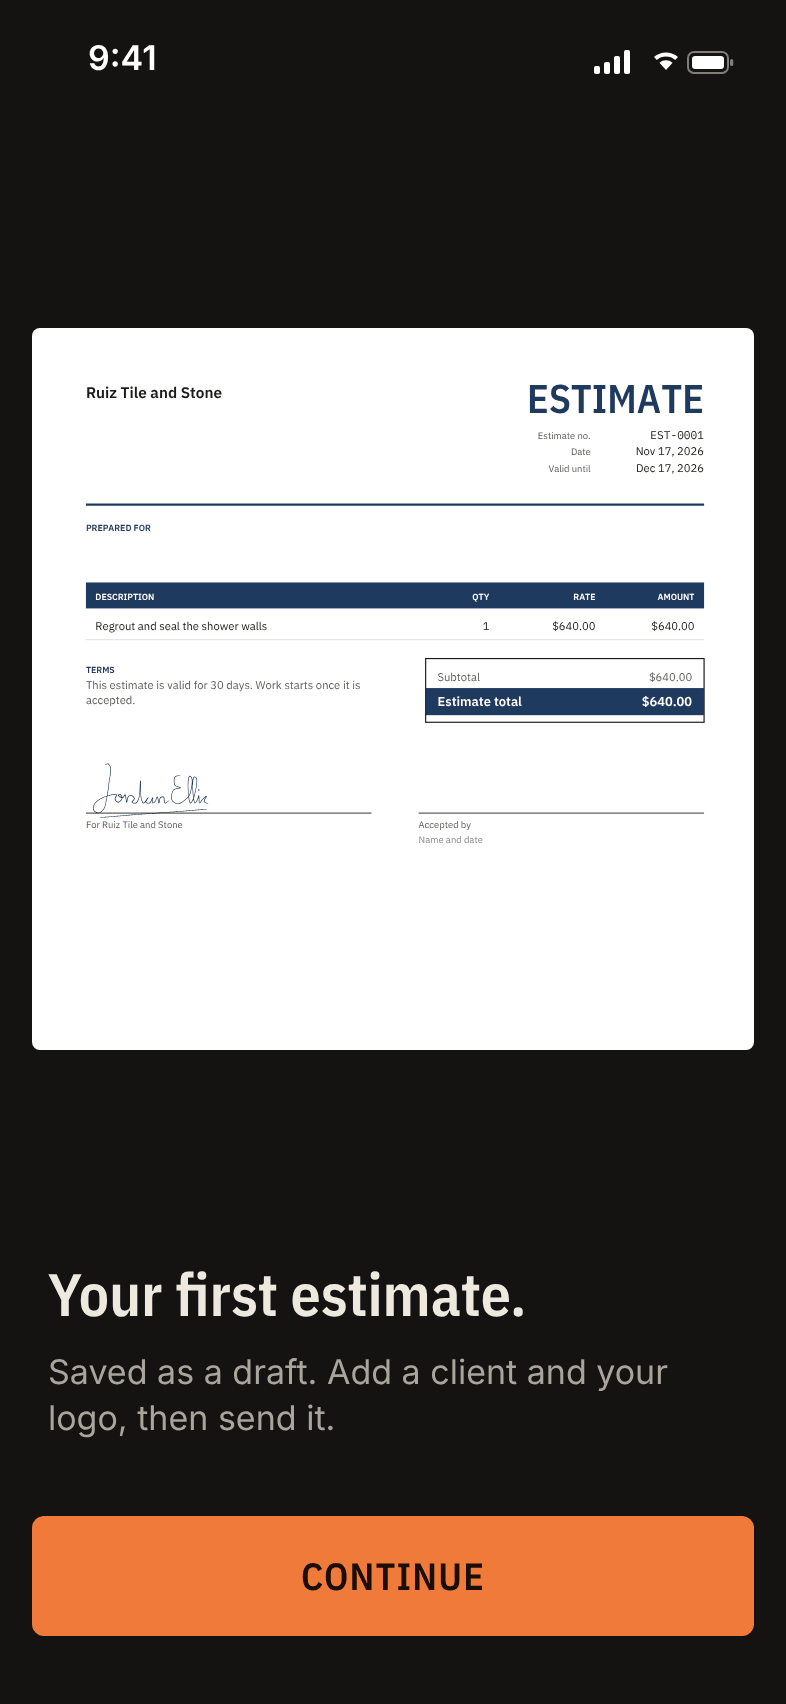 9:41
Ruiz Tile and Stone
ESTIMATE
Estimate no. EST-0001
Date Nov 17, 2026
Valid until Dec 17, 2026
PREPARED FOR
DESCRIPTION QTY RATE AMOUNT
Regrout and seal the shower walls 1 $640.00 $640.00
TERMS
This estimate is valid for 30 days. Work starts once it is
accepted.
Subtotal $640.00
Estimate total $640.00
Jordan Ellis
For Ruiz Tile and Stone
Accepted by
Name and date
Your first estimate.
Saved as a draft. Add a client and your
logo, then send it.
CONTINUE